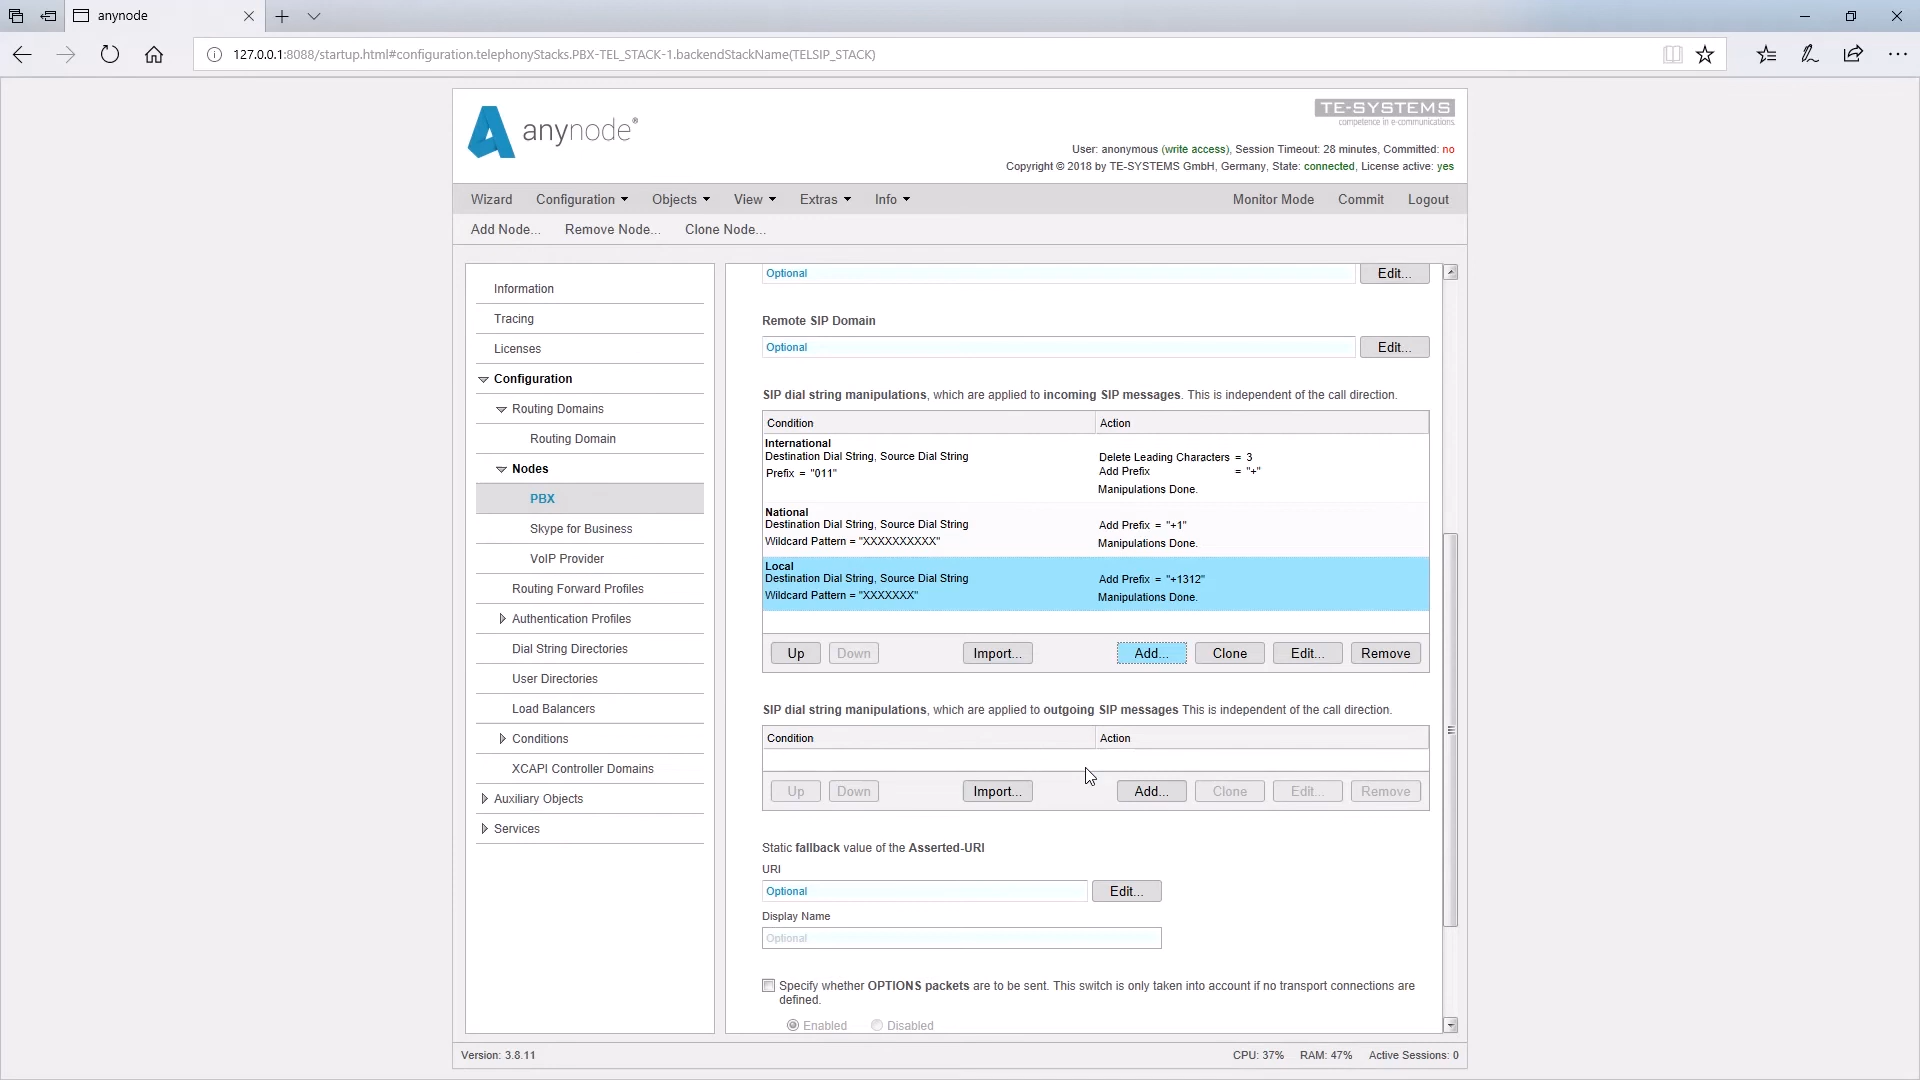 anynode
127.0.0.1:8088/startup.html#configuration.telephonyStacks.PBX-TEL_STACK-1.backendStackName(TELSIP_STACK)
anynode®
TE-SYSTEMS
competence in e-communications.
User: anonymous (write access), Session Timeout: 28 minutes, Committed: no
Copyright © 2018 by TE-SYSTEMS GmbH, Germany, State: connected, License active: yes
Wizard Configuration Objects View Extras Info Monitor Mode Commit Logout
Add Node... Remove Node... Clone Node...
Information
Tracing
Licenses
Configuration
Routing Domains
Routing Domain
Nodes
PBX
Skype for Business
VoIP Provider
Routing Forward Profiles
Authentication Profiles
Dial String Directories
User Directories
Load Balancers
Conditions
XCAPI Controller Domains
Auxiliary Objects
Services
Optional Edit...
Remote SIP Domain
Optional Edit...
SIP dial string manipulations, which are applied to incoming SIP messages. This is independent of the call direction.
Condition Action
International
Destination Dial String, Source Dial String Delete Leading Characters = 3
Prefix = "011" Add Prefix = "+"
Manipulations Done.
National
Destination Dial String, Source Dial String Add Prefix = "+1"
Wildcard Pattern = "XXXXXXXXXX" Manipulations Done.
Local
Destination Dial String, Source Dial String Add Prefix = "+1312"
Wildcard Pattern = "XXXXXXX" Manipulations Done.
Up Down Import... Add... Clone Edit... Remove
SIP dial string manipulations, which are applied to outgoing SIP messages This is independent of the call direction.
Condition Action
Up Down Import... Add... Clone Edit... Remove
Static fallback value of the Asserted-URI
URI
Optional Edit...
Display Name
Optional
Specify whether OPTIONS packets are to be sent. This switch is only taken into account if no transport connections are
defined.
Enabled Disabled
Version: 3.8.11 CPU: 37% RAM: 47% Active Sessions: 0